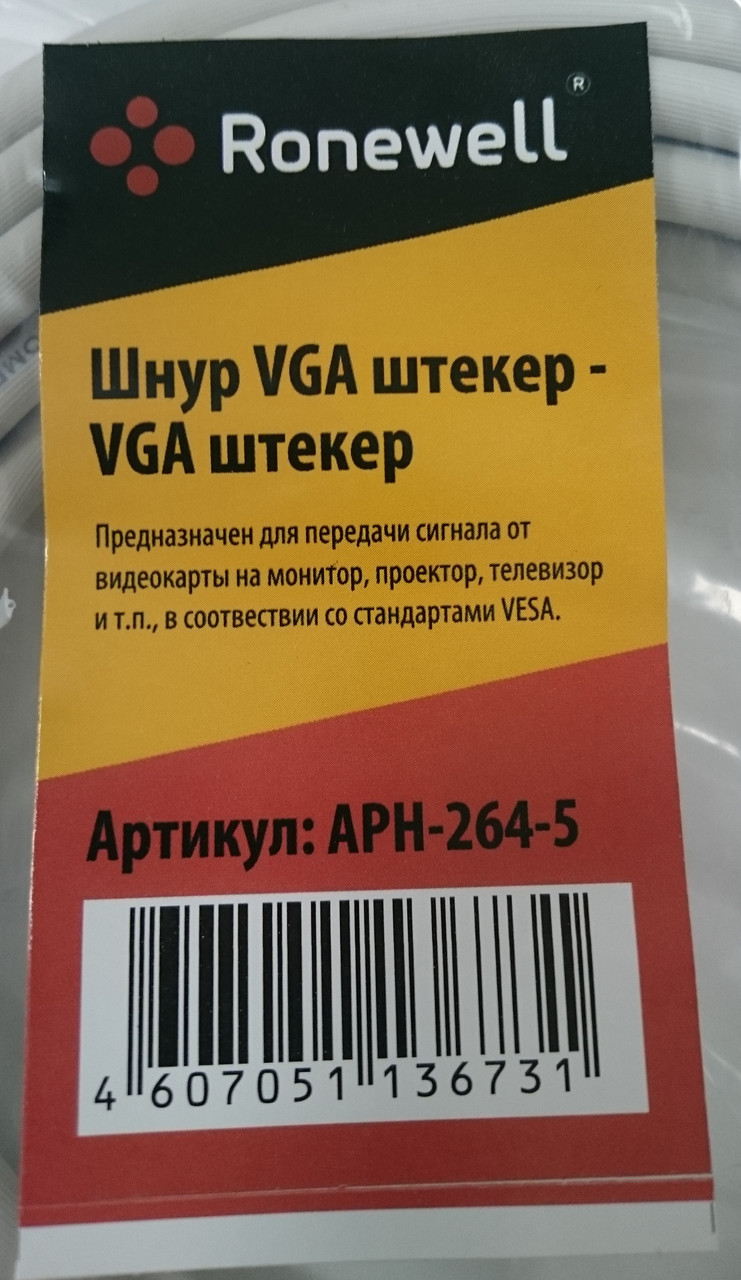 Ronewell ®
Шнур VGA штекер -
VGA штекер
Предназначен для передачи сигнала от
видеокарты на монитор, проектор, телевизор
и т.п., в соотвествии со стандартами VESA.
Артикул: АРН-264-5
4 607051 136731